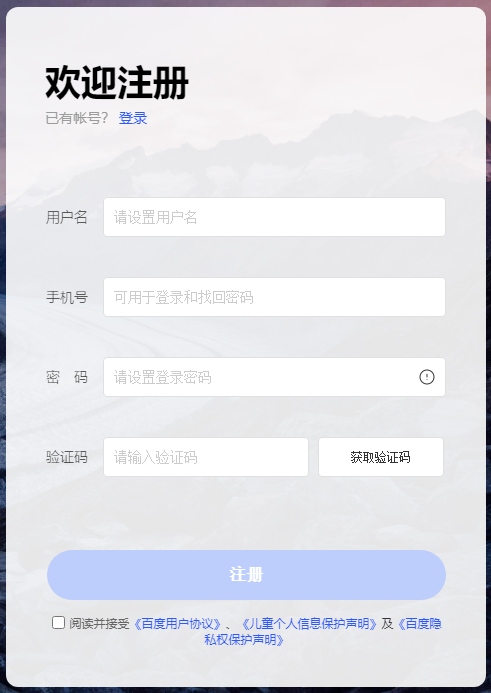 欢迎注册
已有帐号? 登录
用户名 请设置用户名
手机号 可用于登录和找回密码
密 码 请设置登录密码
验证码 请输入验证码 获取验证码
注册
阅读并接受《百度用户协议》、《儿童个人信息保护声明》及《百度隐
私权保护声明》